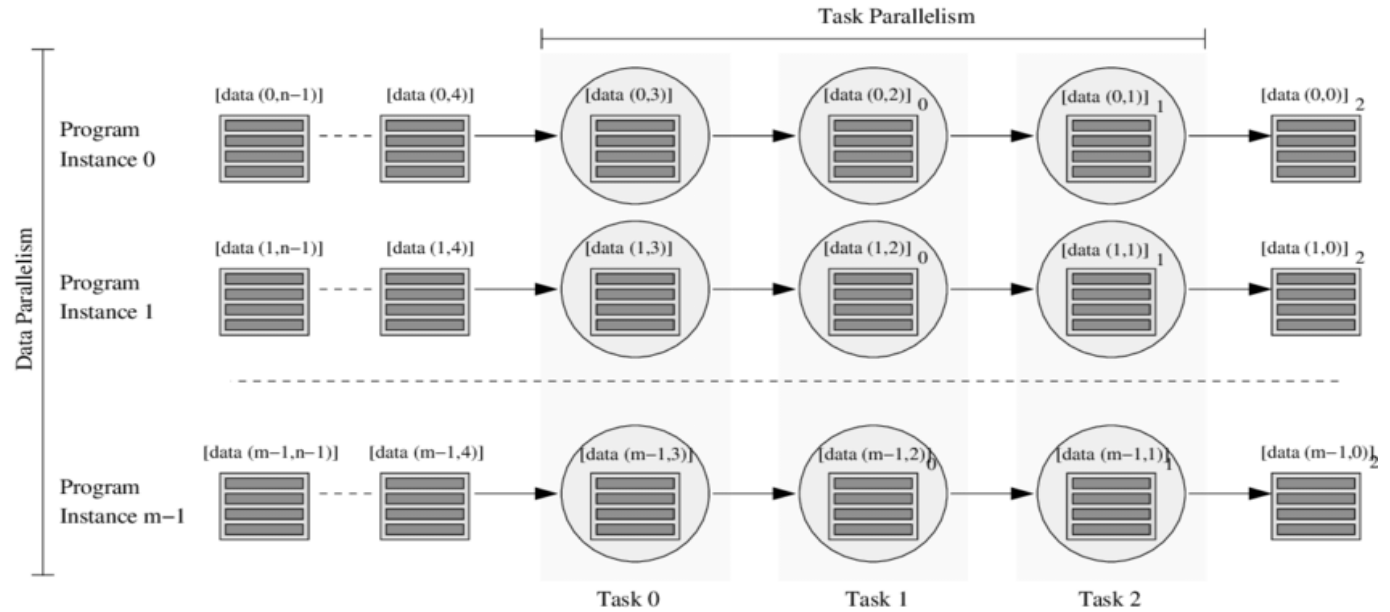 Task Parallelism
Data Parallelism
[data (0,n−1)] [data (0,4)] [data (0,3)] [data (0,2)]0 [data (0,1)]1 [data (0,0)]2
Program
Instance 0
[data (1,n−1)] [data (1,4)] [data (1,3)] [data (1,2)]0 [data (1,1)]1 [data (1,0)]2
Program
Instance 1
[data (m−1,n−1)] [data (m−1,4)] [data (m−1,3)] [data (m−1,2)]0 [data (m−1,1)]1 [data (m−1,0)]2
Program
Instance m−1
Task 0 Task 1 Task 2